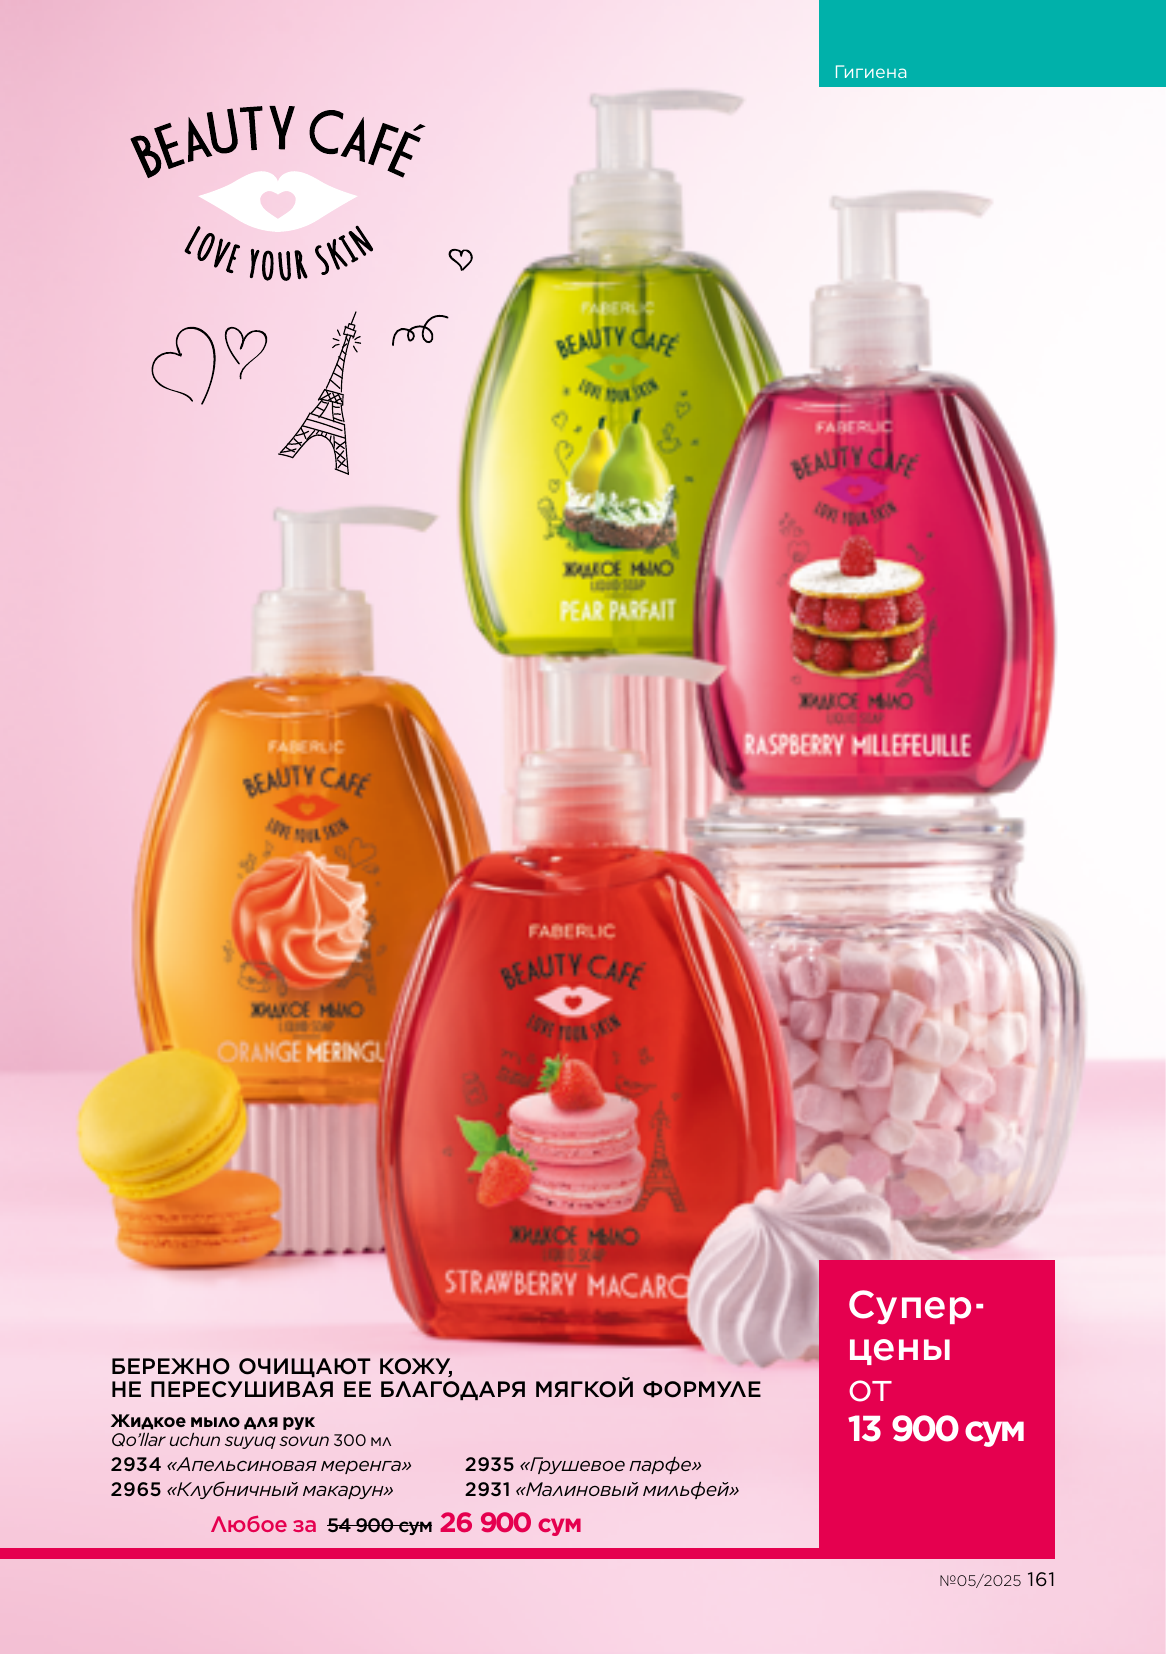 Гигиена
BEAUTY CAFÉ
LOVE YOUR SKIN
FABERLIC
BEAUTY CAFÉ
LOVE YOUR SKIN
ЖИДКОЕ МЫЛО
LIQUID SOAP
PEAR PARFAIT
FABERLIC
BEAUTY CAFÉ
LOVE YOUR SKIN
ЖИДКОЕ МЫЛО
LIQUID SOAP
RASPBERRY MILLEFEUILLE
FABERLIC
BEAUTY CAFÉ
LOVE YOUR SKIN
ЖИДКОЕ МЫЛО
LIQUID SOAP
ORANGE MERINGU
FABERLIC
BEAUTY CAFÉ
LOVE YOUR SKIN
ЖИДКОЕ МЫЛО
LIQUID SOAP
STRAWBERRY MACARO
Супер-
цены
от
13 900 сум
БЕРЕЖНО ОЧИЩАЮТ КОЖУ,
НЕ ПЕРЕСУШИВАЯ ЕЕ БЛАГОДАРЯ МЯГКОЙ ФОРМУЛЕ
Жидкое мыло для рук
Qo'llar uchun suyuq sovun 300 мл
2934 «Апельсиновая меренга» 2935 «Грушевое парфе»
2965 «Клубничный макарун» 2931 «Малиновый мильфей»
Любое за 54 900 сум 26 900 сум
№05/2025 161